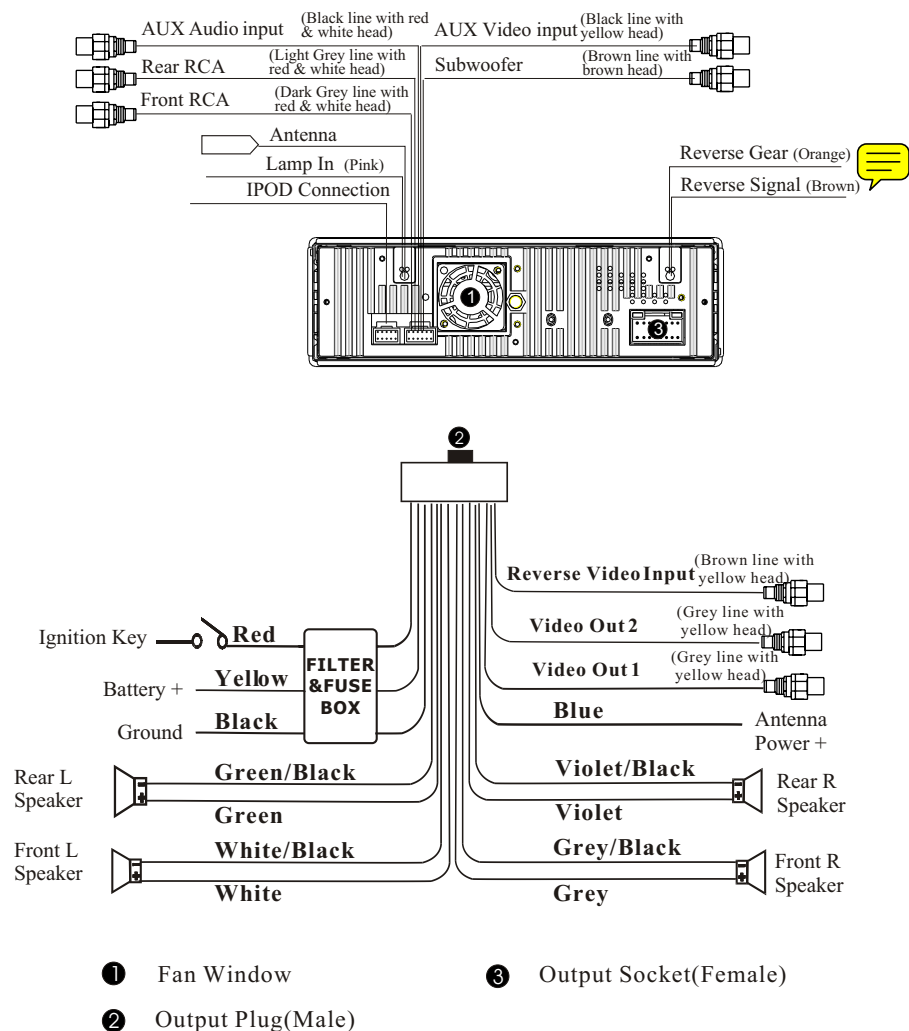 AUX Audio input
(Black line with red
& white head)
AUX Video input
(Black line with
yellow head)
Rear RCA
(Light Grey line with
red & white head)
Subwoofer
(Brown line with
brown head)
Front RCA
(Dark Grey line with
red & white head)
Antenna
Lamp In (Pink)
IPOD Connection
Reverse Gear (Orange)
Reverse Signal (Brown)
1
3
2
Reverse Video Input
(Brown line with
yellow head)
Video Out 2
(Grey line with
yellow head)
Video Out 1
(Grey line with
yellow head)
Ignition Key
Red
Battery +
Yellow
Ground
Black
FILTER
&FUSE
BOX
Blue
Antenna
Power +
Rear L
Speaker
-
+
Green/Black
Green
Violet/Black
Violet
-
+
Rear R
Speaker
Front L
Speaker
-
+
White/Black
White
Grey/Black
Grey
-
+
Front R
Speaker
1 Fan Window
3 Output Socket(Female)
2 Output Plug(Male)